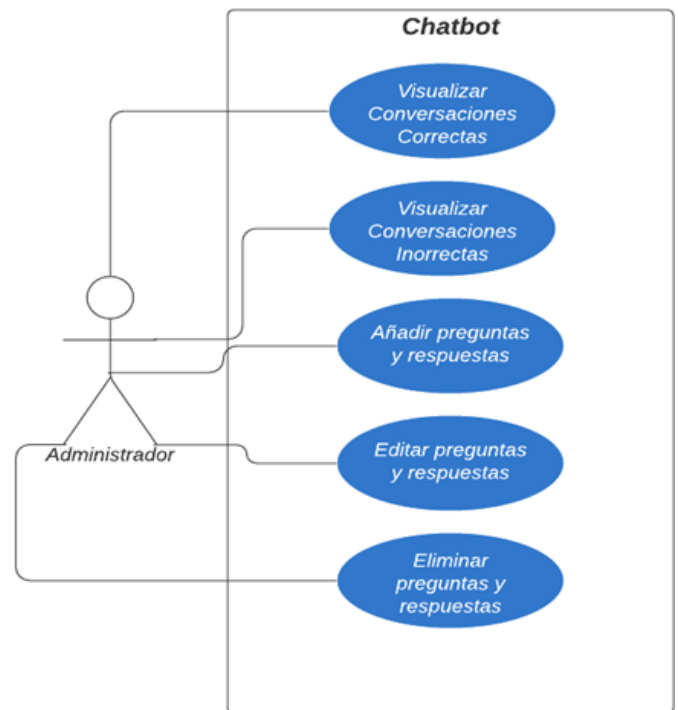 Chatbot
Visualizar
Conversaciones
Correctas
Visualizar
Conversaciones
Inorrectas
Añadir preguntas
y respuestas
Administrador
Editar preguntas
y respuestas
Eliminar
preguntas y
respuestas